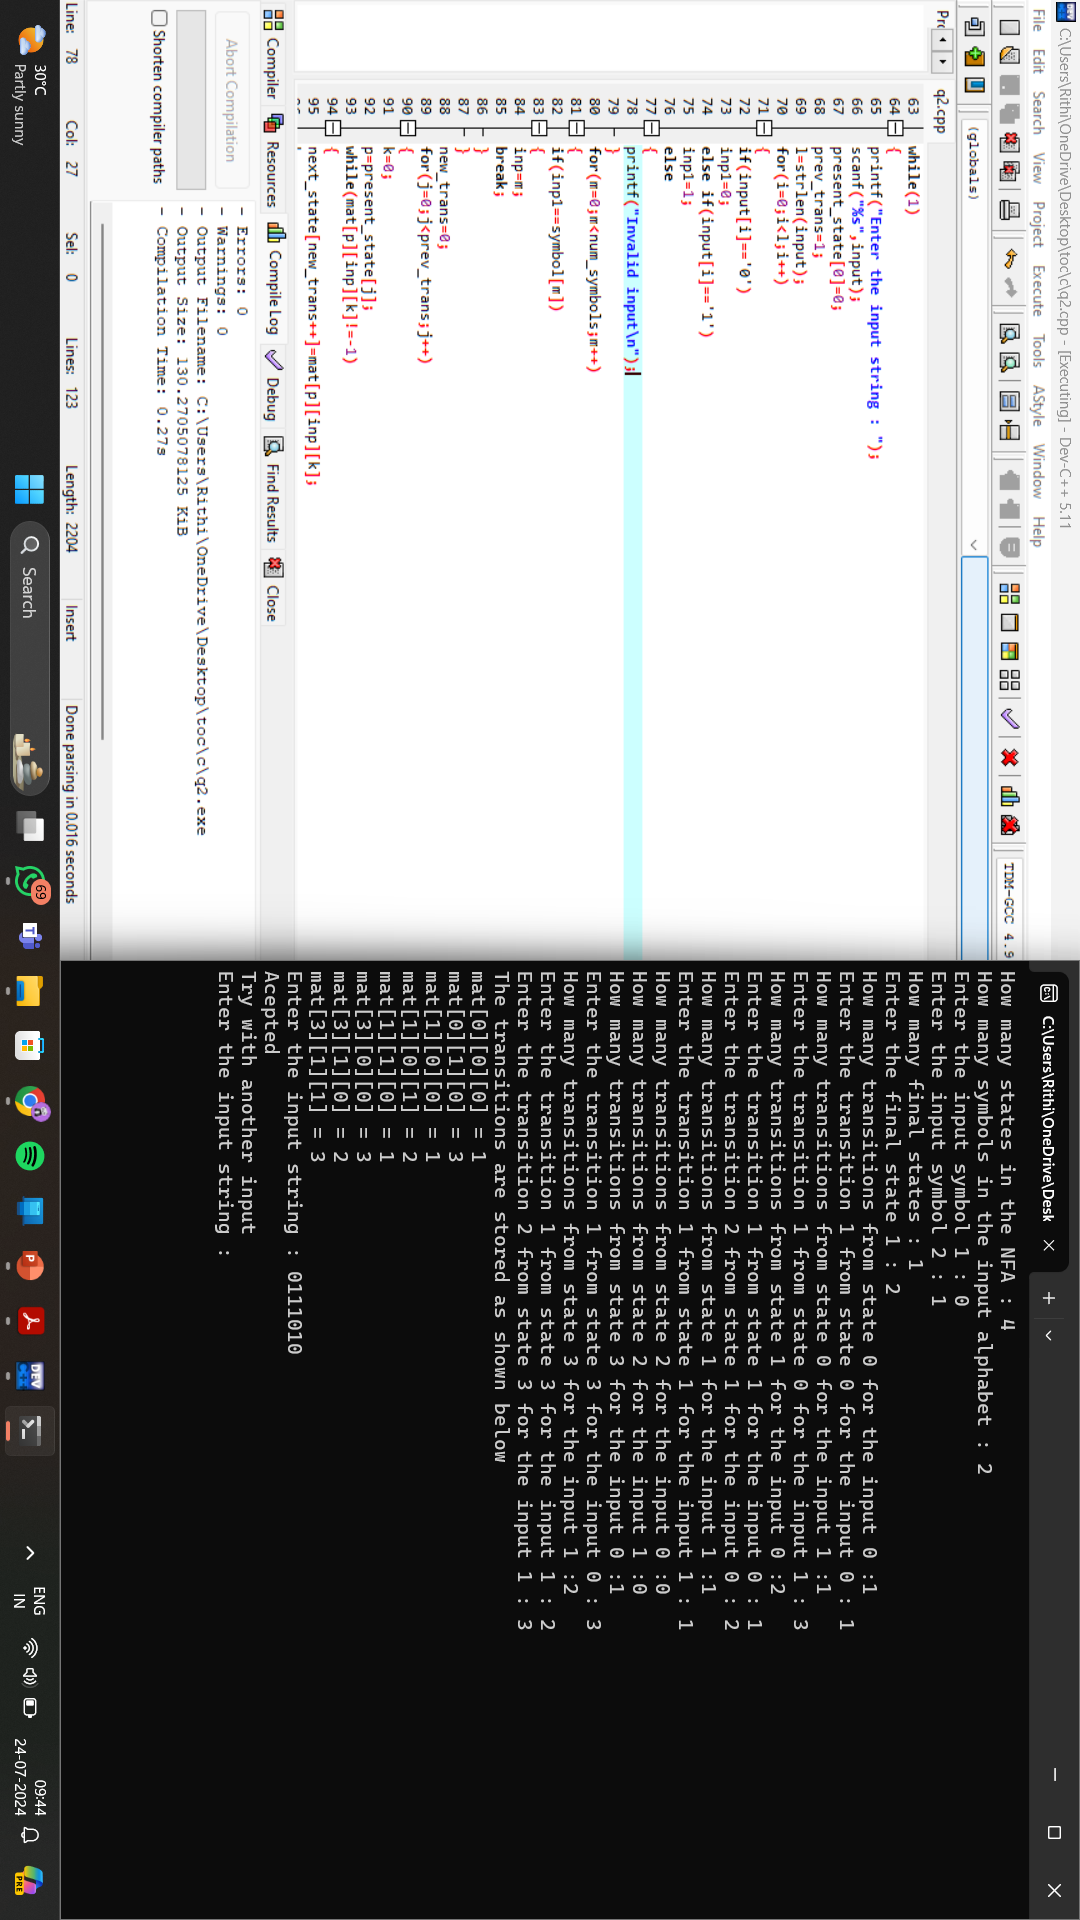 C:\Users\Rithi\OneDrive\Desktop\toc\c\q2.cpp - [Executing] - Dev-C++ 5.11
File Edit Search View Project Execute Tools AStyle Window Help
TDM-GCC 4.9
(globals)
q2.cpp
63 while(1)
64 {
65 printf("Enter the input string : ");
66 scanf("%s",input);
67 present_state[0]=0;
68 prev_trans=1;
69 l=strlen(input);
70 for(i=0;i<l;i++)
71 {
72 if(input[i]=='0')
73 inp1=0;
74 else if(input[i]=='1')
75 inp1=1;
76 else
77 {
78 printf("Invalid input\n");
79 }
80 for(m=0;m<num_symbols;m++)
81 {
82 if(inp1==symbol[m])
83 {
84 inp=m;
85 break;
86 }
87 }
88 new_trans=0;
89 for(j=0;j<prev_trans;j++)
90 {
91 k=0;
92 p=present_state[j];
93 while(mat[p][inp][k]!=-1)
94 {
95 next_state[new_trans++]=mat[p][inp][k];
Compiler Resources Compile Log Debug Find Results Close
Abort Compilation
Shorten compiler paths
- Errors: 0
- Warnings: 0
- Output Filename: C:\Users\Rithi\OneDrive\Desktop\toc\c\q2.exe
- Output Size: 130.2705078125 KiB
- Compilation Time: 0.27s
Line: 78 Col: 27 Sel: 0 Lines: 123 Length: 2204 Insert Done parsing in 0.016 seconds
C:\Users\Rithi\OneDrive\Desk
How many states in the NFA : 4
How many symbols in the input alphabet : 2
Enter the input symbol 1 : 0
Enter the input symbol 2 : 1
How many final states : 1
Enter the final state 1 : 2
How many transitions from state 0 for the input 0 :1
Enter the transition 1 from state 0 for the input 0 : 1
How many transitions from state 0 for the input 1 :1
Enter the transition 1 from state 0 for the input 1 : 3
How many transitions from state 1 for the input 0 :2
Enter the transition 1 from state 1 for the input 0 : 1
Enter the transition 2 from state 1 for the input 0 : 2
How many transitions from state 1 for the input 1 :1
Enter the transition 1 from state 1 for the input 1 : 1
How many transitions from state 2 for the input 0 :0
How many transitions from state 2 for the input 1 :0
How many transitions from state 3 for the input 0 :1
Enter the transition 1 from state 3 for the input 0 : 3
How many transitions from state 3 for the input 1 :2
Enter the transition 1 from state 3 for the input 1 : 2
Enter the transition 2 from state 3 for the input 1 : 3
The transitions are stored as shown below
mat[0][0][0] = 1
mat[0][1][0] = 3
mat[1][0][0] = 1
mat[1][0][1] = 2
mat[1][1][0] = 1
mat[3][0][0] = 3
mat[3][1][0] = 2
mat[3][1][1] = 3
Enter the input string : 0111010
Acepted
Try with another input
Enter the input string :
30°C
Partly sunny
Search
69
ENG
IN
09:44
24-07-2024
PRE